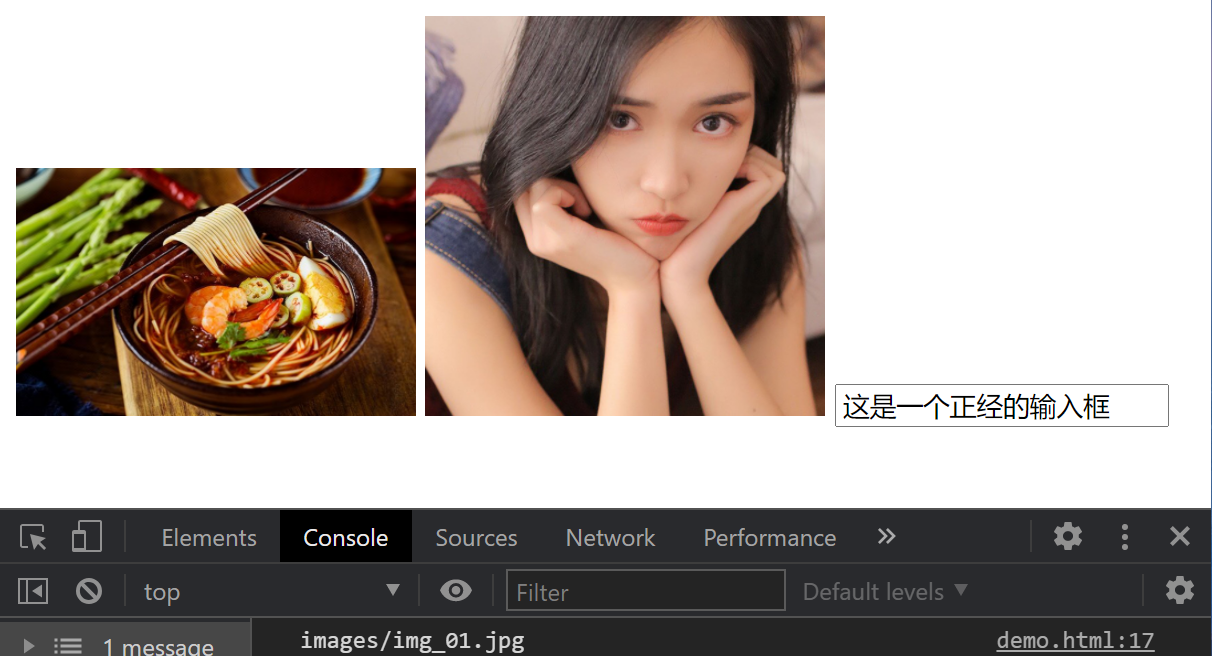 这是一个正经的输入框
Elements Console Sources Network Performance
top Filter Default levels
1 message images/img_01.jpg demo.html:17